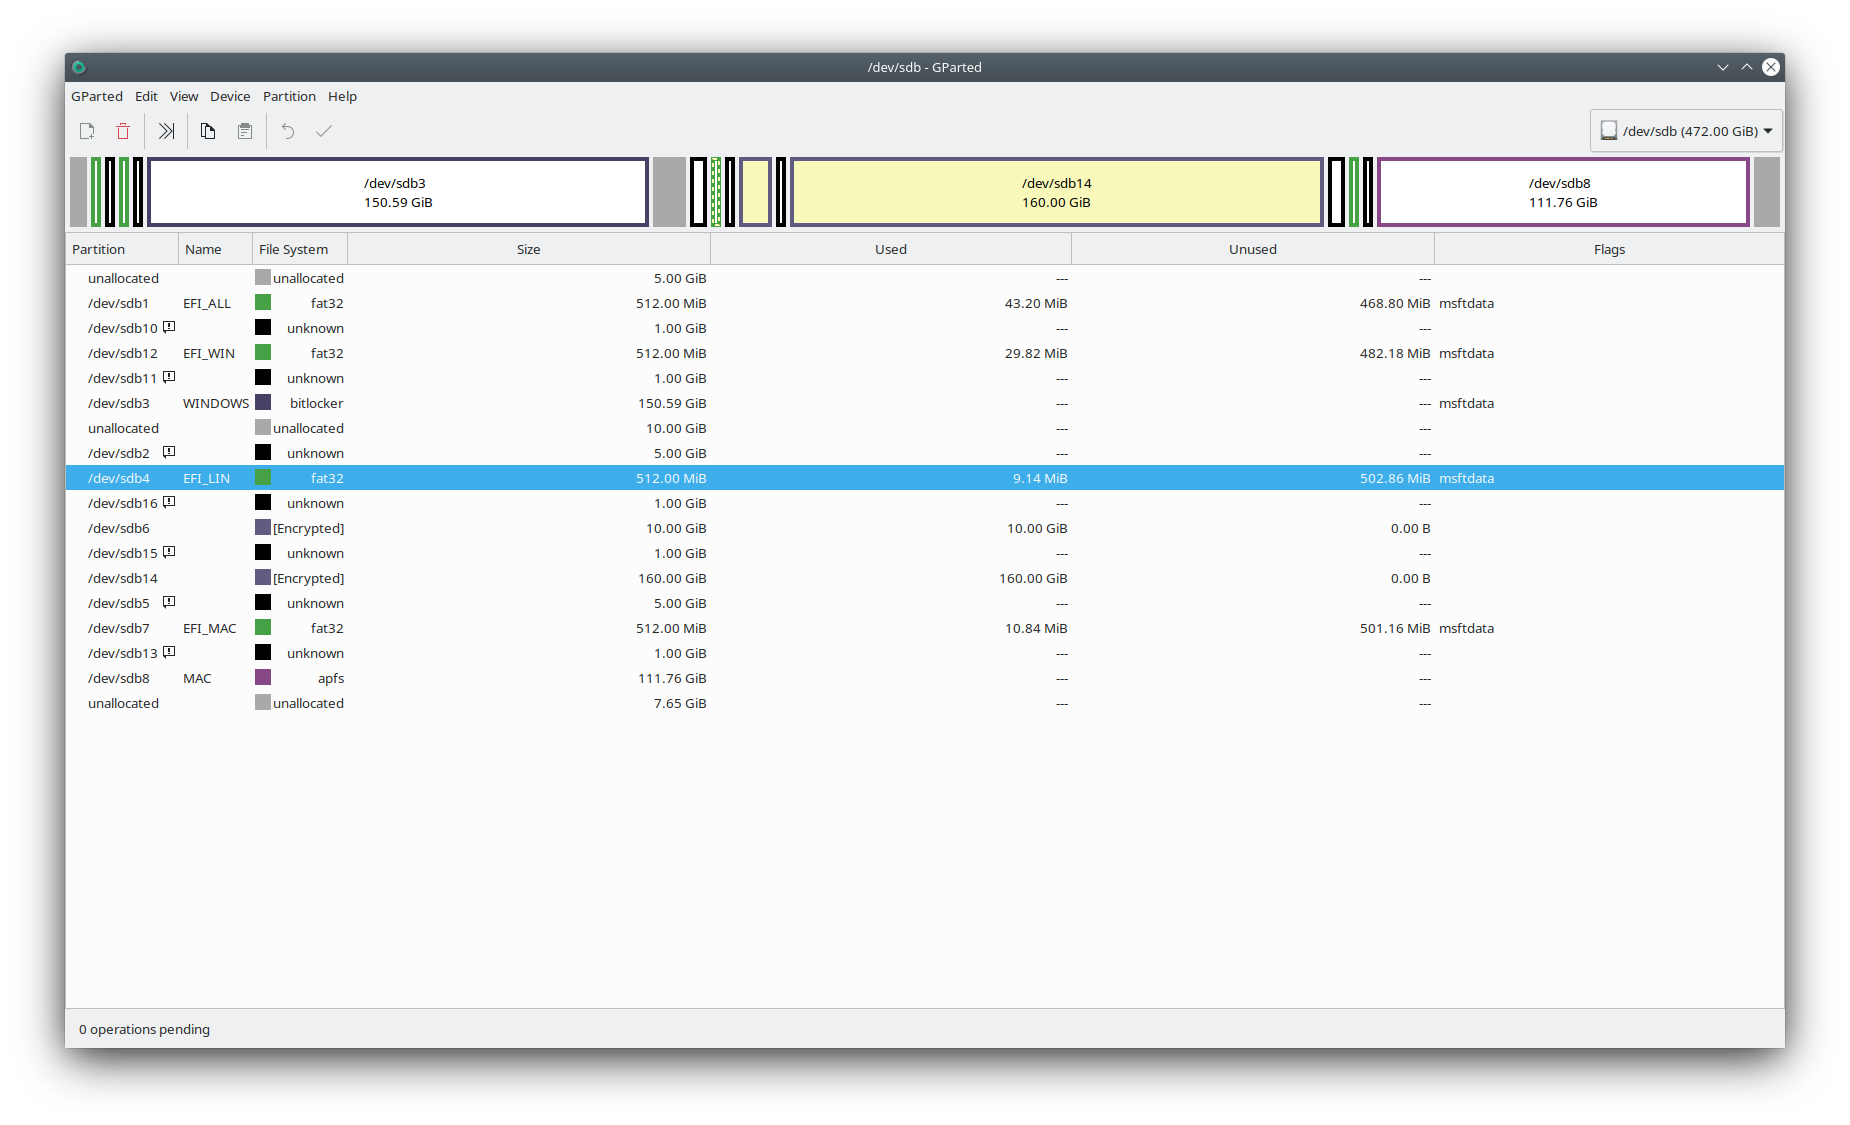 /dev/sdb - GParted
GParted Edit View Device Partition Help
/dev/sdb (472.00 GiB)
/dev/sdb3
150.59 GiB
/dev/sdb14
160.00 GiB
/dev/sdb8
111.76 GiB
Partition Name File System Size Used Unused Flags
unallocated unallocated 5.00 GiB --- ---
/dev/sdb1 EFI_ALL fat32 512.00 MiB 43.20 MiB 468.80 MiB msftdata
/dev/sdb10 unknown 1.00 GiB --- ---
/dev/sdb12 EFI_WIN fat32 512.00 MiB 29.82 MiB 482.18 MiB msftdata
/dev/sdb11 unknown 1.00 GiB --- ---
/dev/sdb3 WINDOWS bitlocker 150.59 GiB --- --- msftdata
unallocated unallocated 10.00 GiB --- ---
/dev/sdb2 unknown 5.00 GiB --- ---
/dev/sdb4 EFI_LIN fat32 512.00 MiB 9.14 MiB 502.86 MiB msftdata
/dev/sdb16 unknown 1.00 GiB --- ---
/dev/sdb6 [Encrypted] 10.00 GiB 10.00 GiB 0.00 B
/dev/sdb15 unknown 1.00 GiB --- ---
/dev/sdb14 [Encrypted] 160.00 GiB 160.00 GiB 0.00 B
/dev/sdb5 unknown 5.00 GiB --- ---
/dev/sdb7 EFI_MAC fat32 512.00 MiB 10.84 MiB 501.16 MiB msftdata
/dev/sdb13 unknown 1.00 GiB --- ---
/dev/sdb8 MAC apfs 111.76 GiB --- ---
unallocated unallocated 7.65 GiB --- ---
0 operations pending